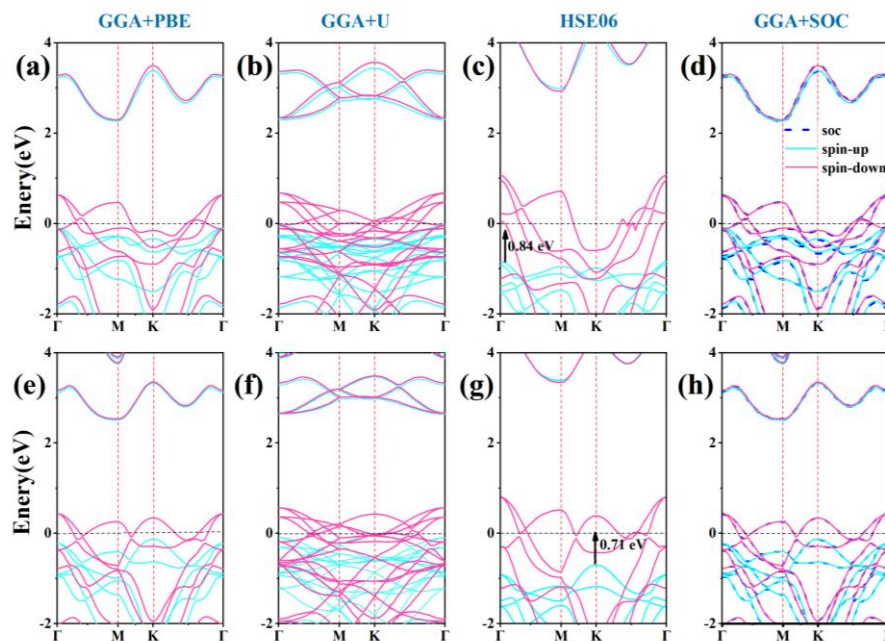 GGA+PBE GGA+U HSE06 GGA+SOC
(a) (b) (c) (d)
4 4 4 4
soc
spin-up
spin-down
2 2 2 2
Enery(eV)
0 0 0 0
0.84 eV
-2 -2 -2 -2
Γ M K Γ Γ M K Γ Γ M K Γ Γ M K Γ
(e) (f) (g) (h)
4 4 4 4
2 2 2 2
Enery(eV)
0 0 0 0
0.71 eV
-2 -2 -2 -2
Γ M K Γ Γ M K Γ Γ M K Γ Γ M K Γ